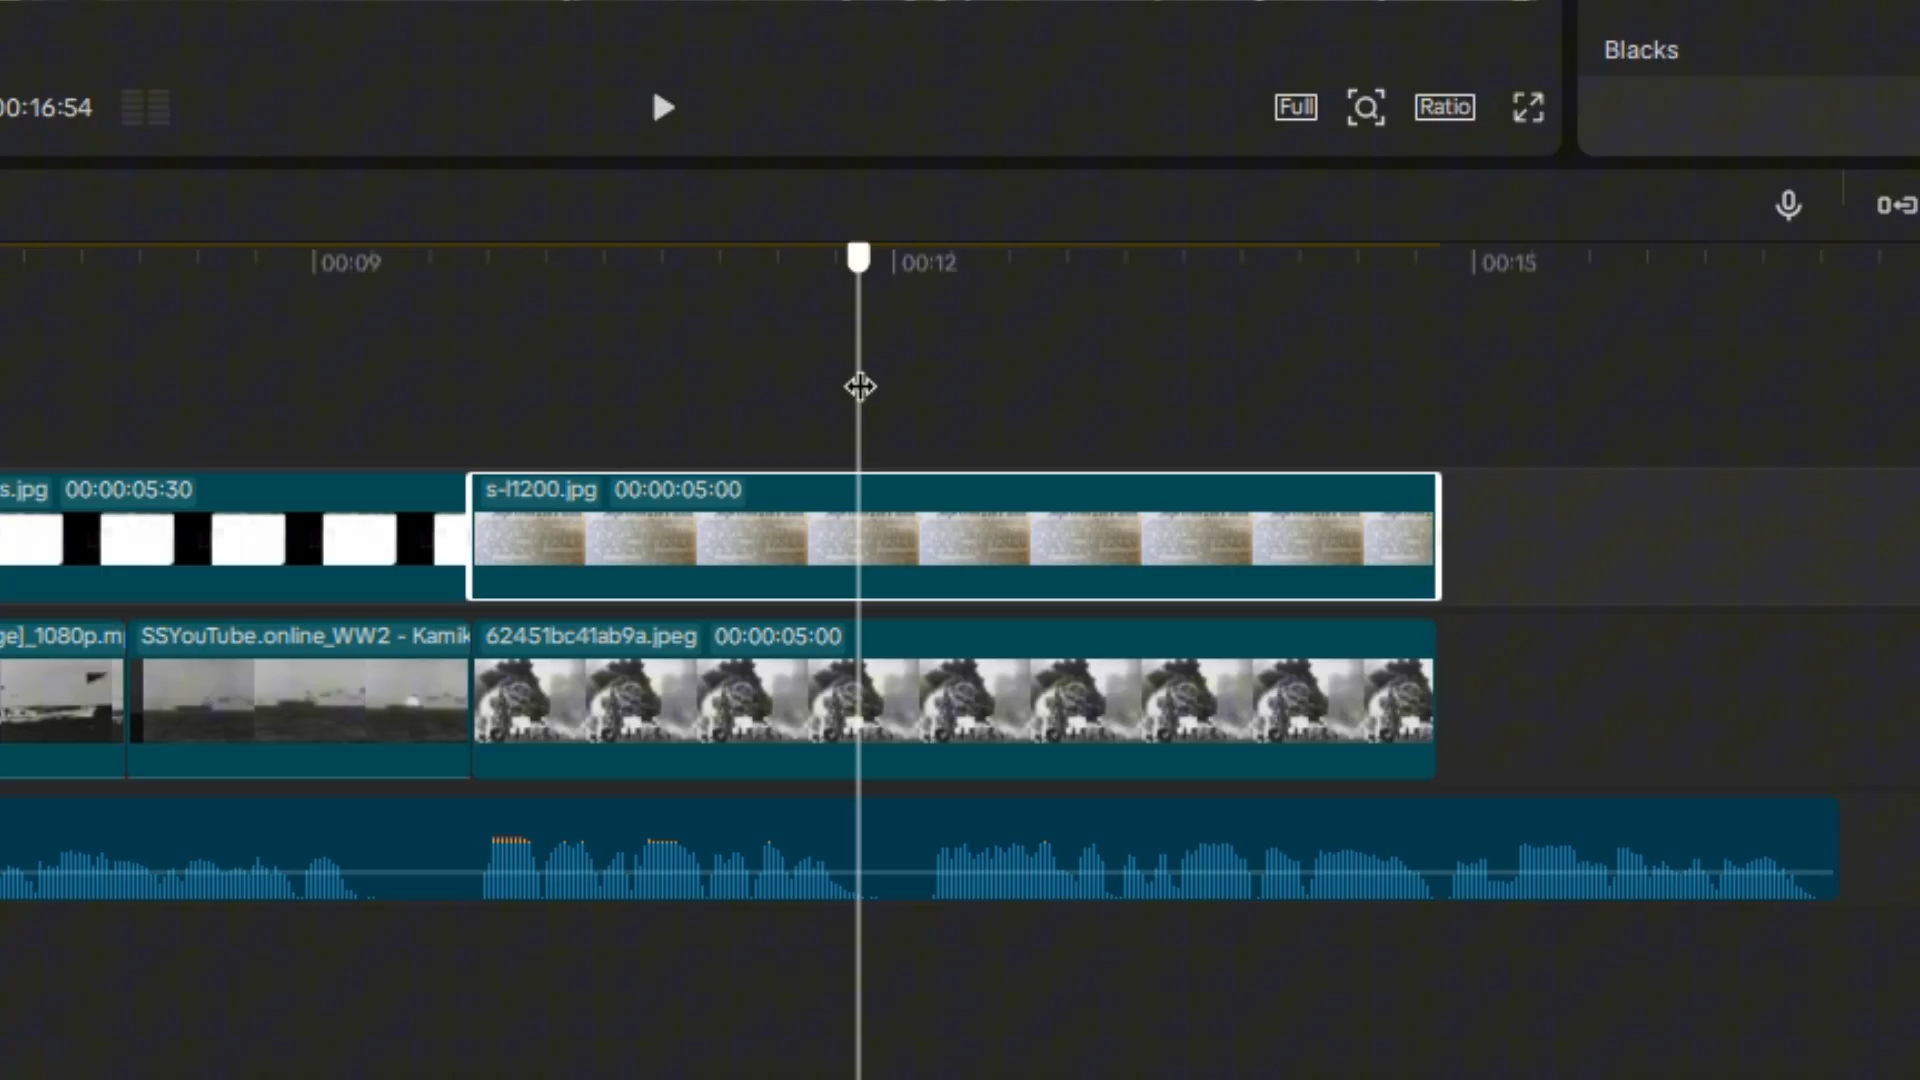 Blacks
00:16:54
Full
Ratio
00:09
00:12
00:15
s.jpg 00:00:05:30
s-l1200.jpg 00:00:05:00
ge]_1080p.m
SSYouTube.online_WW2 - Kamik
62451bc41ab9a.jpeg 00:00:05:00